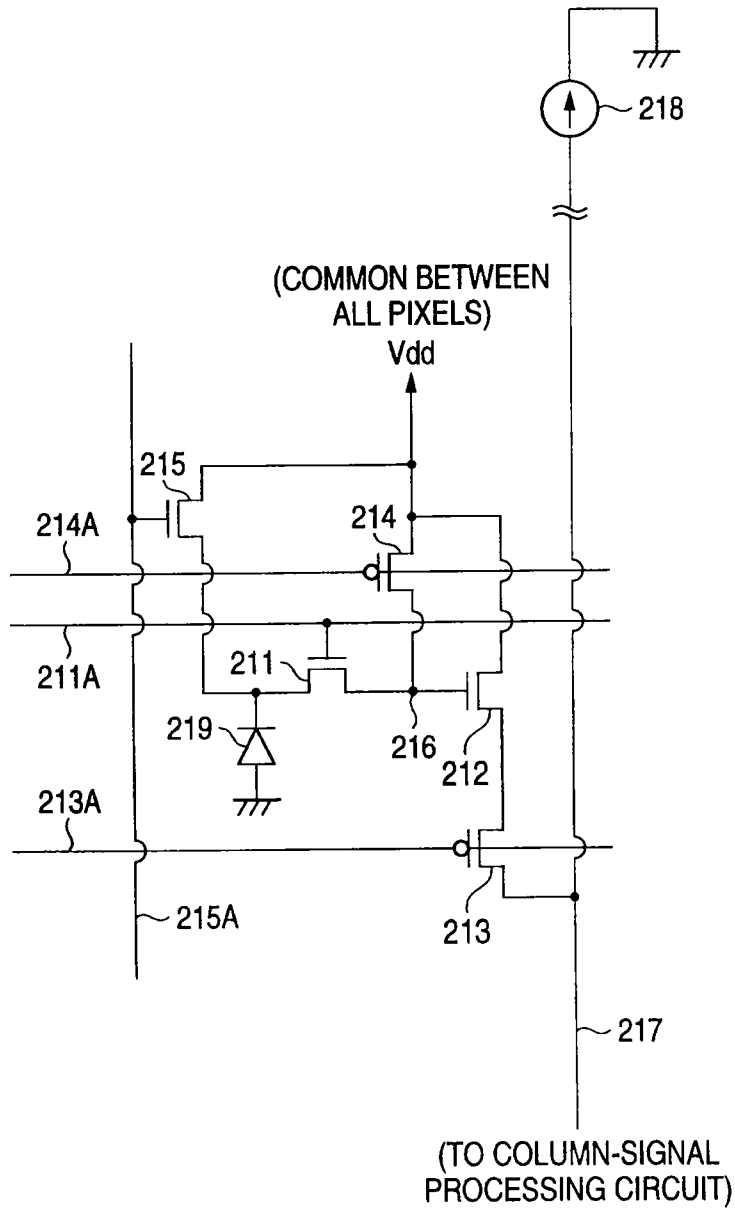 218
(COMMON BETWEEN
ALL PIXELS)
Vdd
215
214A
214
211A
211
219
216
212
213A
215A
213
217
(TO COLUMN-SIGNAL
PROCESSING CIRCUIT)